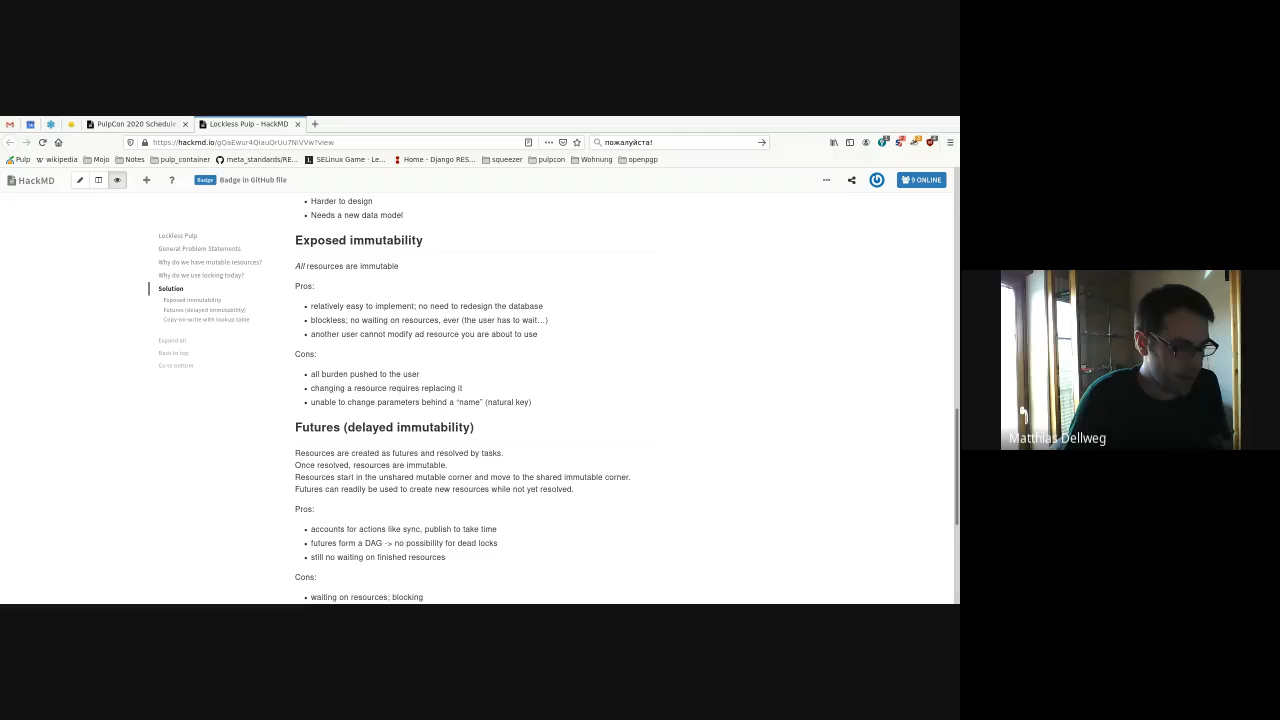 PulpCon 2020 Schedule
Lockless Pulp - HackMD
https://hackmd.io/gQaEwur4QiauQrUu7NiVVw?view
пожалуйста!
Pulp
wikipedia
Mojo
Notes
pulp_container
meta_standards/RE...
SELinux Game - Le...
Home - Django RES...
squeezer
pulpcon
Wohnung
openpgp
HackMD
Badge Badge in GitHub file
9 ONLINE
Lockless Pulp
General Problem Statements
Why do we have mutable resources?
Why do we use locking today?
Solution
Exposed immutability
Futures (delayed immutability)
Copy-on-write with lookup table
Expand all
Back to top
Go to bottom
• Harder to design
• Needs a new data model
Exposed immutability
All resources are immutable
Pros:
• relatively easy to implement; no need to redesign the database
• blockless; no waiting on resources, ever (the user has to wait…)
• another user cannot modify ad resource you are about to use
Cons:
• all burden pushed to the user
• changing a resource requires replacing it
• unable to change parameters behind a “name” (natural key)
Futures (delayed immutability)
Resources are created as futures and resolved by tasks.
Once resolved, resources are immutable.
Resources start in the unshared mutable corner and move to the shared immutable corner.
Futures can readily be used to create new resources while not yet resolved.
Pros:
• accounts for actions like sync, publish to take time
• futures form a DAG -> no possibility for dead locks
• still no waiting on finished resources
Cons:
• waiting on resources; blocking
Matthias Dellweg